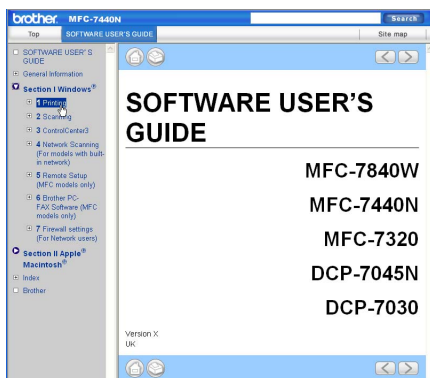 brother. MFC-7440N
Search
Top
SOFTWARE USER'S GUIDE
Site map
SOFTWARE USER' S
GUIDE
General Information
Section I Windows®
1 Printing
2 Scanning
3 ControlCenter3
4 Network Scanning
(For models with built-
in network)
5 Remote Setup
(MFC models only)
6 Brother PC-
FAX Software (MFC
models only)
7 Firewall settings
(For Network users)
Section II Apple®
Macintosh®
Index
Brother
SOFTWARE USER'S
GUIDE
MFC-7840W
MFC-7440N
MFC-7320
DCP-7045N
DCP-7030
Version X
UK